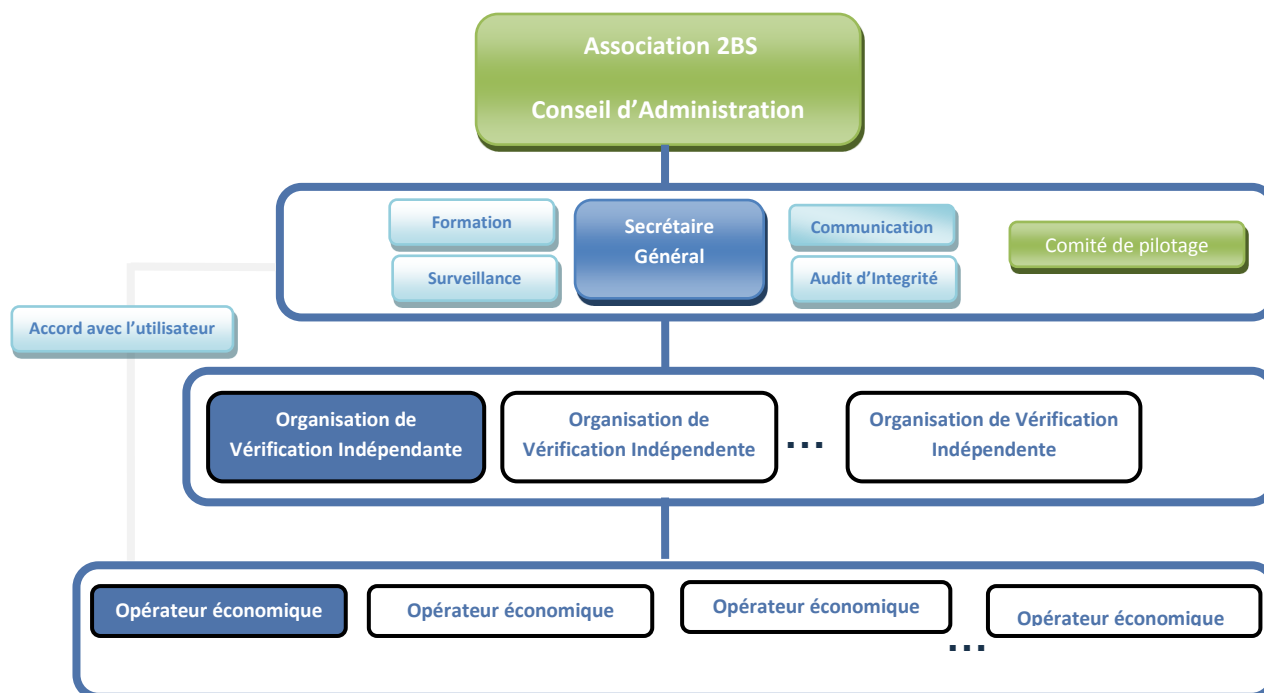 Association 2BS
Conseil d'Administration
Formation
Surveillance
Secrétaire
Général
Communication
Audit d'Integrité
Comité de pilotage
Accord avec l'utilisateur
Organisation de
Vérification Indépendante
Organisation de
Vérification Indépendente
...
Organisation de Vérification
Indépendente
Opérateur économique
Opérateur économique
Opérateur économique
...
Opérateur économique